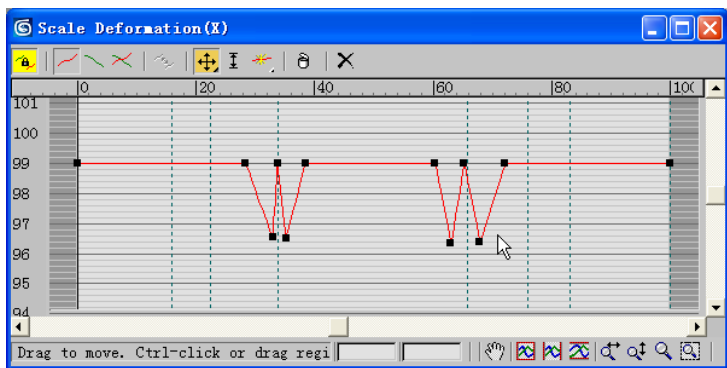 Scale Deformation(X)
0 20 40 60 80 100
101
100
99
98
97
96
95
94
Drag to move. Ctrl-click or drag regi